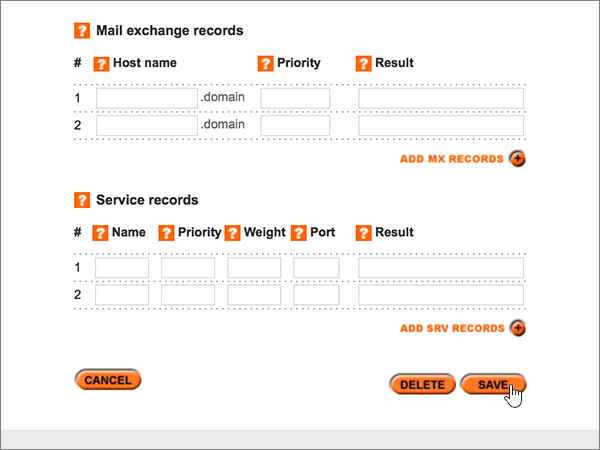 ? Mail exchange records
# ? Host name ? Priority ? Result
1 .domain
2 .domain
ADD MX RECORDS +
? Service records
# ? Name ? Priority ? Weight ? Port ? Result
1
2
ADD SRV RECORDS +
CANCEL DELETE SAVE